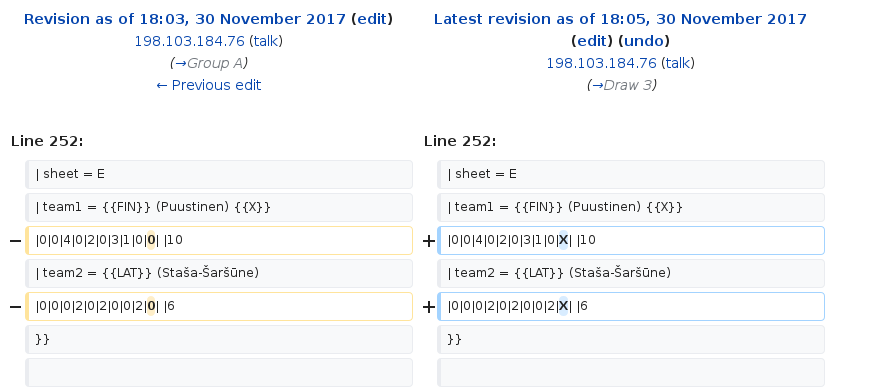 Revision as of 18:03, 30 November 2017 (edit)
198.103.184.76 (talk)
(→Group A)
← Previous edit
Latest revision as of 18:05, 30 November 2017
(edit) (undo)
198.103.184.76 (talk)
(→Draw 3)
Line 252:
Line 252:
| sheet = E
| sheet = E
| team1 = {{FIN}} (Puustinen) {{X}}
| team1 = {{FIN}} (Puustinen) {{X}}
− |0|0|4|0|2|0|3|1|0|0| |10
+ |0|0|4|0|2|0|3|1|0|X| |10
| team2 = {{LAT}} (Staša-Šaršūne)
| team2 = {{LAT}} (Staša-Šaršūne)
− |0|0|0|2|0|2|0|0|2|0| |6
+ |0|0|0|2|0|2|0|0|2|X| |6
}}
}}